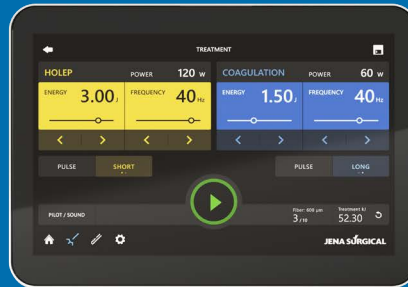 TREATMENT
HOLEP POWER 120 W COAGULATION POWER 60 W
ENERGY 3.00 J FREQUENCY 40 Hz ENERGY 1.50 J FREQUENCY 40 Hz
PULSE SHORT PULSE LONG
PILOT / SOUND
Fiber: 600 µm Treatment kJ
3 / 10 52.30
JENA SURGICAL